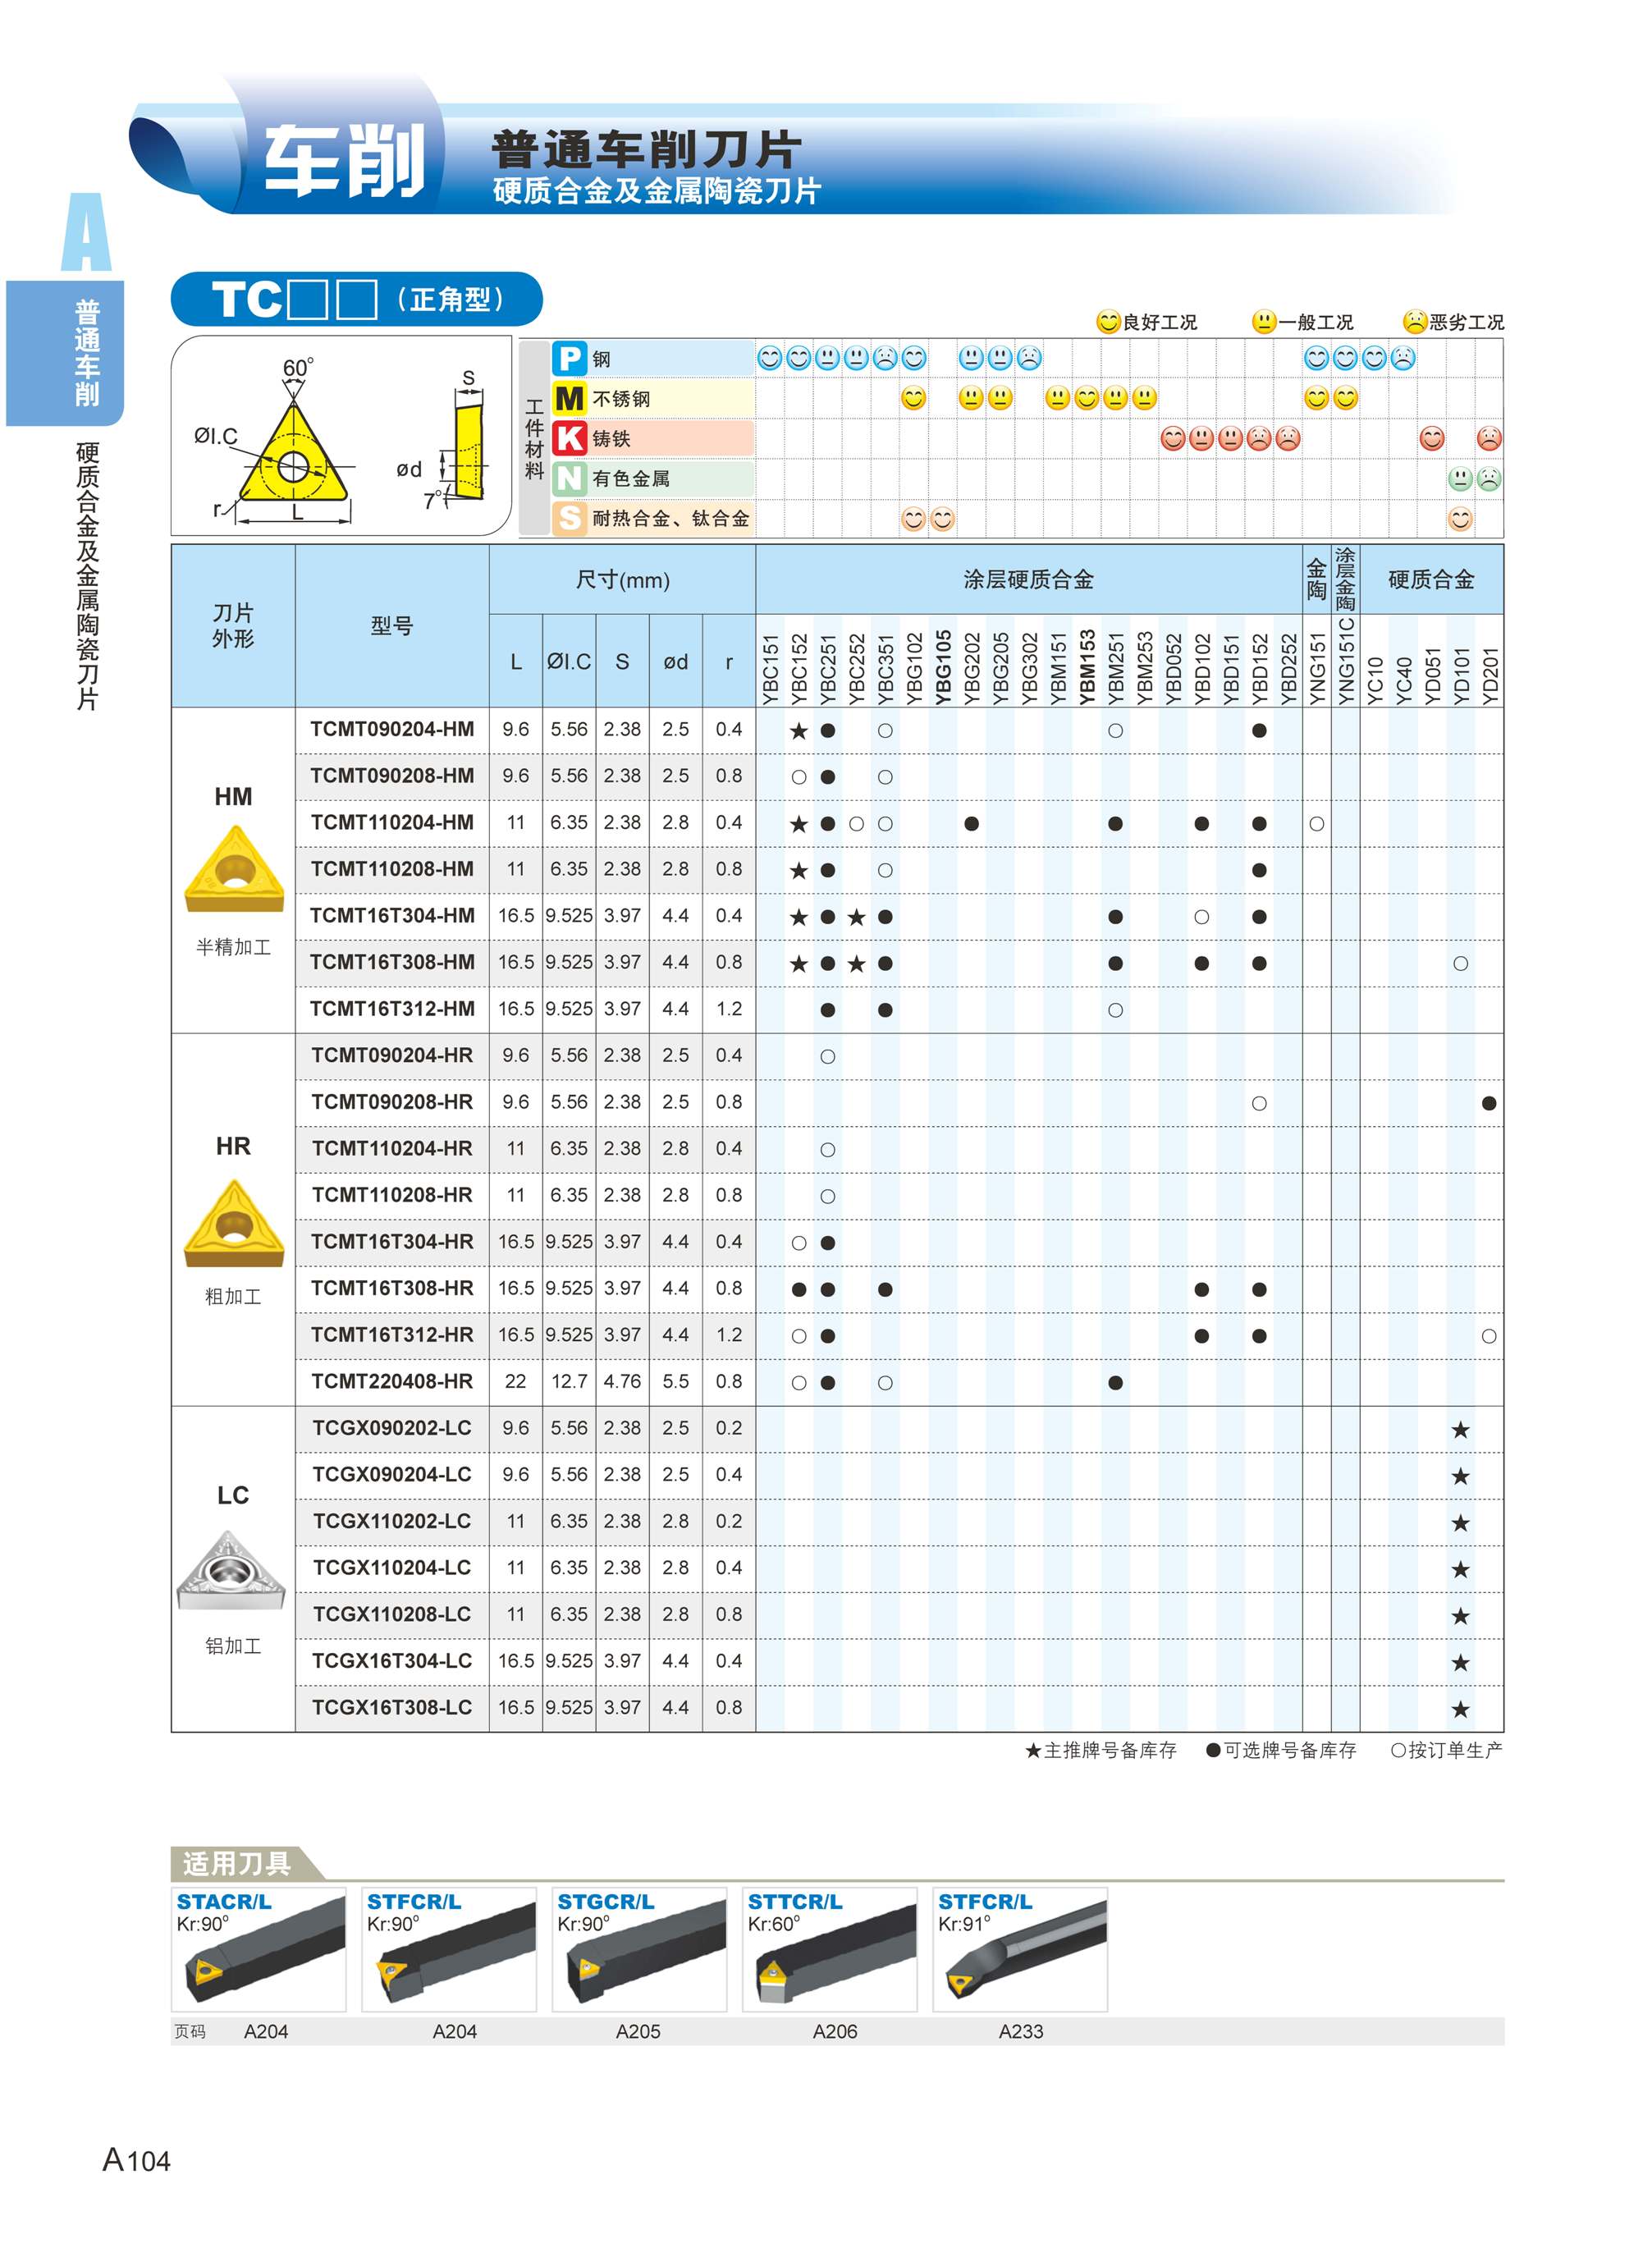 车削
普通车削刀片
硬质合金及金属陶瓷刀片
A
普通车削
硬质合金及金属陶瓷刀片
TC□□（正角型）
良好工况 一般工况 恶劣工况
60°
ØI.C
r
L
S
ød
7°
工件材料
P 钢
M 不锈钢
K 铸铁
N 有色金属
S 耐热合金、钛合金
刀片外形 型号 尺寸(mm) 涂层硬质合金 金陶 涂层金陶 硬质合金
L ØI.C S ød r YBC151 YBC152 YBC251 YBC252 YBC351 YBG102 YBG105 YBG202 YBG205 YBG302 YBM151 YBM153 YBM251 YBM253 YBD052 YBD102 YBD151 YBD152 YBD252 YNG151 YNG151C YC10 YC40 YD051 YD101 YD201
HM
半精加工
TCMT090204-HM 9.6 5.56 2.38 2.5 0.4 ★ ● ○ ○ ●
TCMT090208-HM 9.6 5.56 2.38 2.5 0.8 ○ ● ○
TCMT110204-HM 11 6.35 2.38 2.8 0.4 ★ ● ○ ○ ● ● ● ● ○
TCMT110208-HM 11 6.35 2.38 2.8 0.8 ★ ● ○ ●
TCMT16T304-HM 16.5 9.525 3.97 4.4 0.4 ★ ● ★ ● ● ○ ●
TCMT16T308-HM 16.5 9.525 3.97 4.4 0.8 ★ ● ★ ● ● ● ● ○
TCMT16T312-HM 16.5 9.525 3.97 4.4 1.2 ● ● ○
HR
粗加工
TCMT090204-HR 9.6 5.56 2.38 2.5 0.4 ○
TCMT090208-HR 9.6 5.56 2.38 2.5 0.8 ○ ●
TCMT110204-HR 11 6.35 2.38 2.8 0.4 ○
TCMT110208-HR 11 6.35 2.38 2.8 0.8 ○
TCMT16T304-HR 16.5 9.525 3.97 4.4 0.4 ○ ●
TCMT16T308-HR 16.5 9.525 3.97 4.4 0.8 ● ● ● ● ●
TCMT16T312-HR 16.5 9.525 3.97 4.4 1.2 ○ ● ● ● ○
TCMT220408-HR 22 12.7 4.76 5.5 0.8 ○ ● ○ ●
LC
铝加工
TCGX090202-LC 9.6 5.56 2.38 2.5 0.2 ★
TCGX090204-LC 9.6 5.56 2.38 2.5 0.4 ★
TCGX110202-LC 11 6.35 2.38 2.8 0.2 ★
TCGX110204-LC 11 6.35 2.38 2.8 0.4 ★
TCGX110208-LC 11 6.35 2.38 2.8 0.8 ★
TCGX16T304-LC 16.5 9.525 3.97 4.4 0.4 ★
TCGX16T308-LC 16.5 9.525 3.97 4.4 0.8 ★
★主推牌号备库存 ●可选牌号备库存 ○按订单生产
适用刀具
STACR/L STFCR/L STGCR/L STTCR/L STFCR/L
Kr:90° Kr:90° Kr:90° Kr:60° Kr:91°
页码 A204 A204 A205 A206 A233
A104